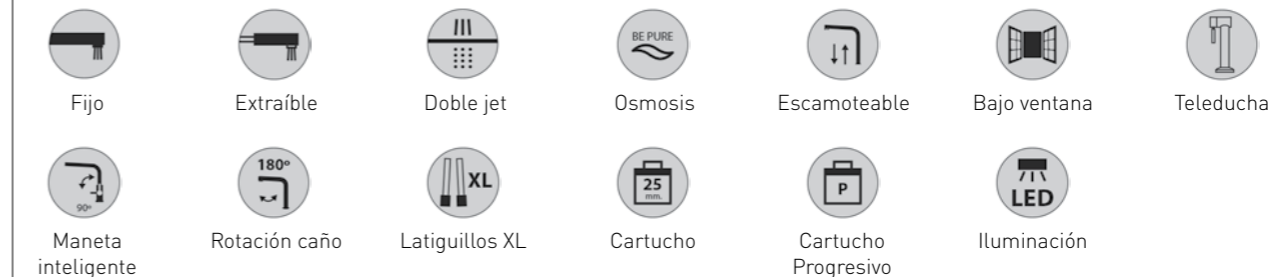 BE PURE
Fijo
Extraíble
Doble jet
Osmosis
Escamoteable
Bajo ventana
Teleducha
90º
180º
XL
25
mm.
P
LED
Maneta
inteligente
Rotación caño
Latiguillos XL
Cartucho
Cartucho
Progresivo
Iluminación